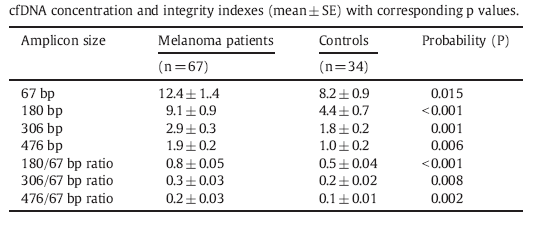 cfDNA concentration and integrity indexes (mean ± SE) with corresponding p values.
Amplicon size Melanoma patients Controls Probability (P)
(n = 67) (n = 34)
67 bp 12.4 ± 1..4 8.2 ± 0.9 0.015
180 bp 9.1 ± 0.9 4.4 ± 0.7 <0.001
306 bp 2.9 ± 0.3 1.8 ± 0.2 0.001
476 bp 1.9 ± 0.2 1.0 ± 0.2 0.006
180/67 bp ratio 0.8 ± 0.05 0.5 ± 0.04 <0.001
306/67 bp ratio 0.3 ± 0.03 0.2 ± 0.02 0.008
476/67 bp ratio 0.2 ± 0.03 0.1 ± 0.01 0.002